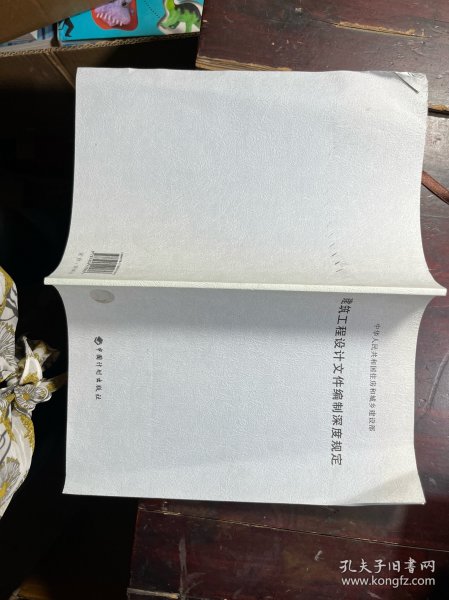 中华人民共和国住房和城乡建设部
建筑工程设计文件编制深度规定
中国计划出版社
孔夫子旧书网
www.kongfz.com